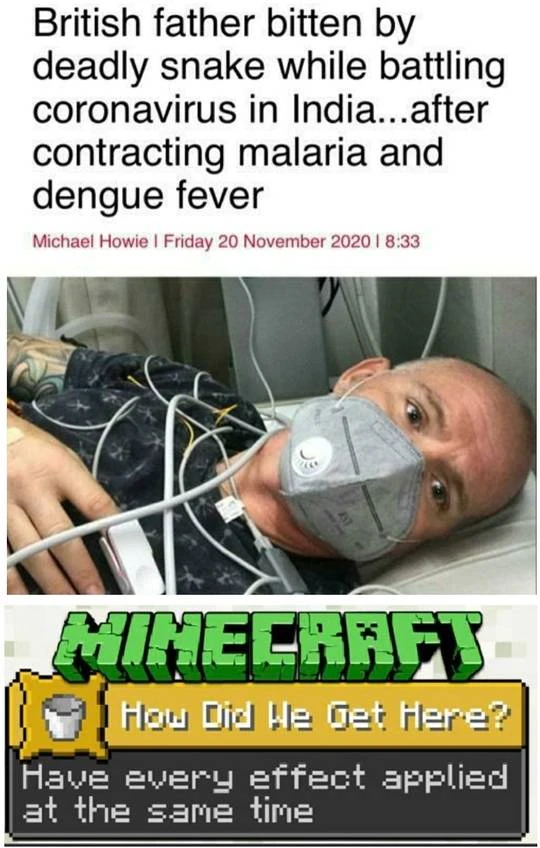 British father bitten by
deadly snake while battling
coronavirus in India...after
contracting malaria and
dengue fever
Michael Howie | Friday 20 November 2020 | 8:33
MINECRAFT
How Did We Get Here?
Have every effect applied
at the same time